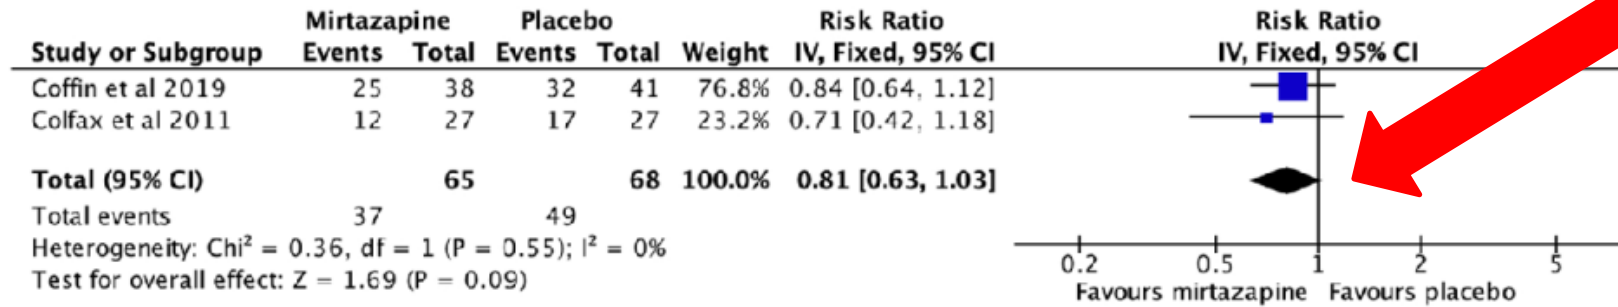 Mirtazapine Placebo Risk Ratio Risk Ratio
Study or Subgroup Events Total Events Total Weight IV, Fixed, 95% CI IV, Fixed, 95% CI
Coffin et al 2019 25 38 32 41 76.8% 0.84 [0.64, 1.12]
Colfax et al 2011 12 27 17 27 23.2% 0.71 [0.42, 1.18]
Total (95% CI) 65 68 100.0% 0.81 [0.63, 1.03]
Total events 37 49
Heterogeneity: Chi² = 0.36, df = 1 (P = 0.55); I² = 0%
Test for overall effect: Z = 1.69 (P = 0.09)
0.2 0.5 1 2 5
Favours mirtazapine Favours placebo